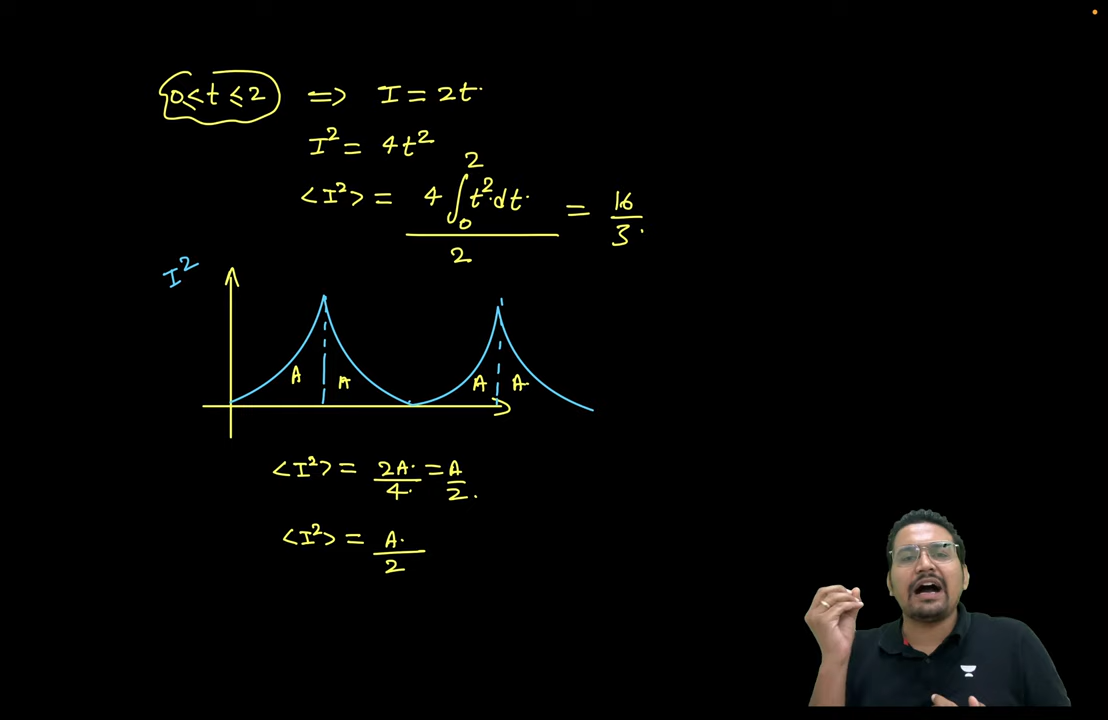 0 < t ≤ 2 ⟹ I = 2t
I² = 4t²
<I²> = 4∫₀² t² dt / 2 = 16/3
I²
A A A A
<I²> = 2A/4 = A/2
<I²> = A/2